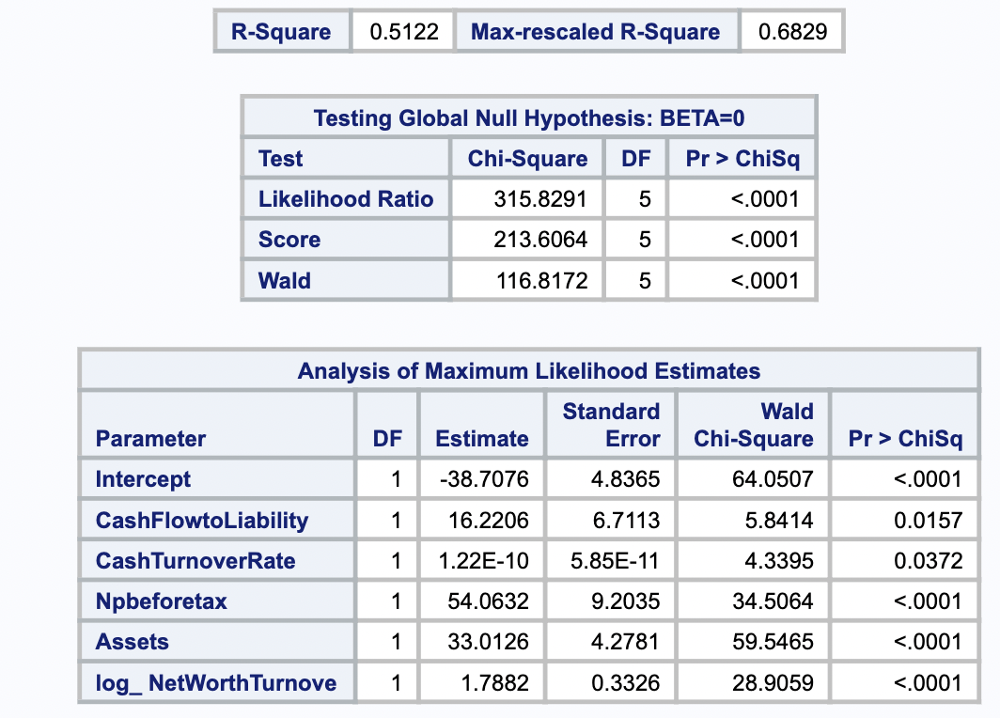 R-Square 0.5122 Max-rescaled R-Square 0.6829
Testing Global Null Hypothesis: BETA=0
Test Chi-Square DF Pr > ChiSq
Likelihood Ratio 315.8291 5 <.0001
Score 213.6064 5 <.0001
Wald 116.8172 5 <.0001
Analysis of Maximum Likelihood Estimates
Standard Wald
Parameter DF Estimate Error Chi-Square Pr > ChiSq
Intercept 1 -38.7076 4.8365 64.0507 <.0001
CashFlowtoLiability 1 16.2206 6.7113 5.8414 0.0157
CashTurnoverRate 1 1.22E-10 5.85E-11 4.3395 0.0372
Npbeforetax 1 54.0632 9.2035 34.5064 <.0001
Assets 1 33.0126 4.2781 59.5465 <.0001
log_ NetWorthTurnove 1 1.7882 0.3326 28.9059 <.0001